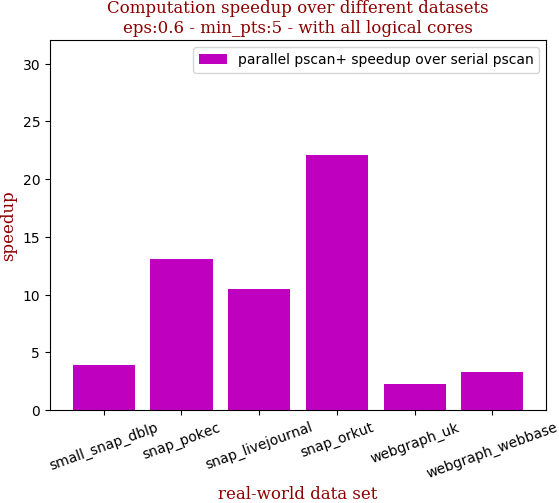 Computation speedup over different datasets
eps:0.6 - min_pts:5 - with all logical cores
parallel pscan+ speedup over serial pscan
speedup
30
25
20
15
10
5
0
small_snap_dblp
snap_pokec
snap_livejournal
snap_orkut
webgraph_uk
webgraph_webbase
real-world data set